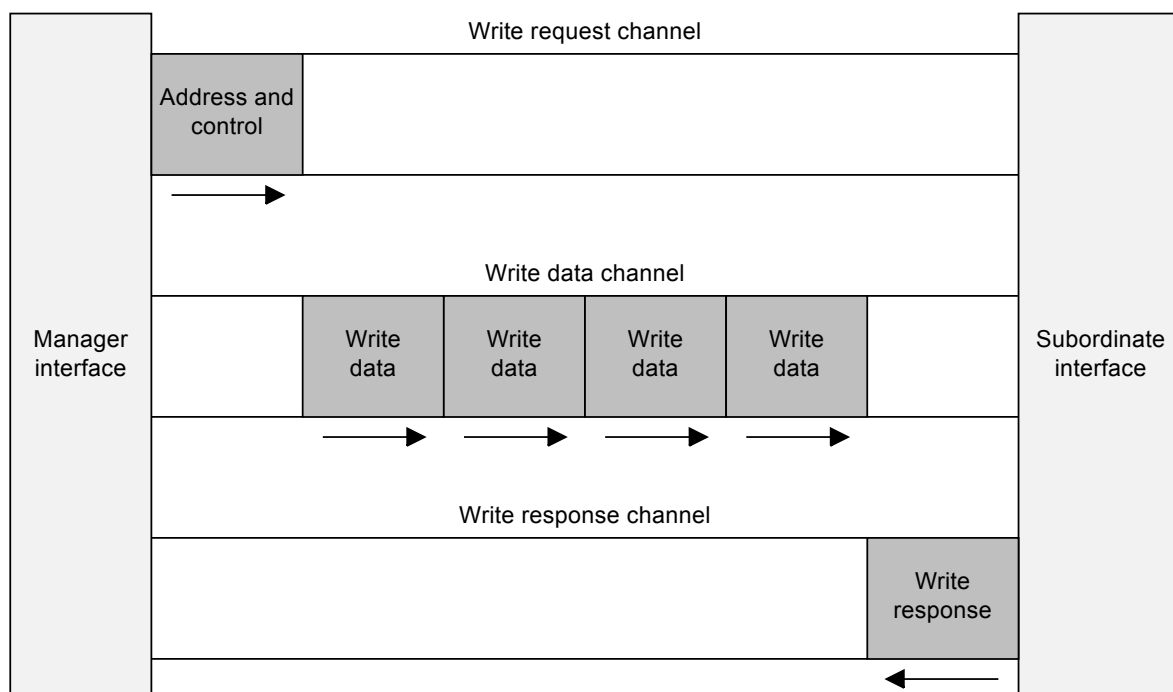 Write request channel
Address and
control
Write data channel
Manager
interface
Write
data
Write
data
Write
data
Write
data
Subordinate
interface
Write response channel
Write
response